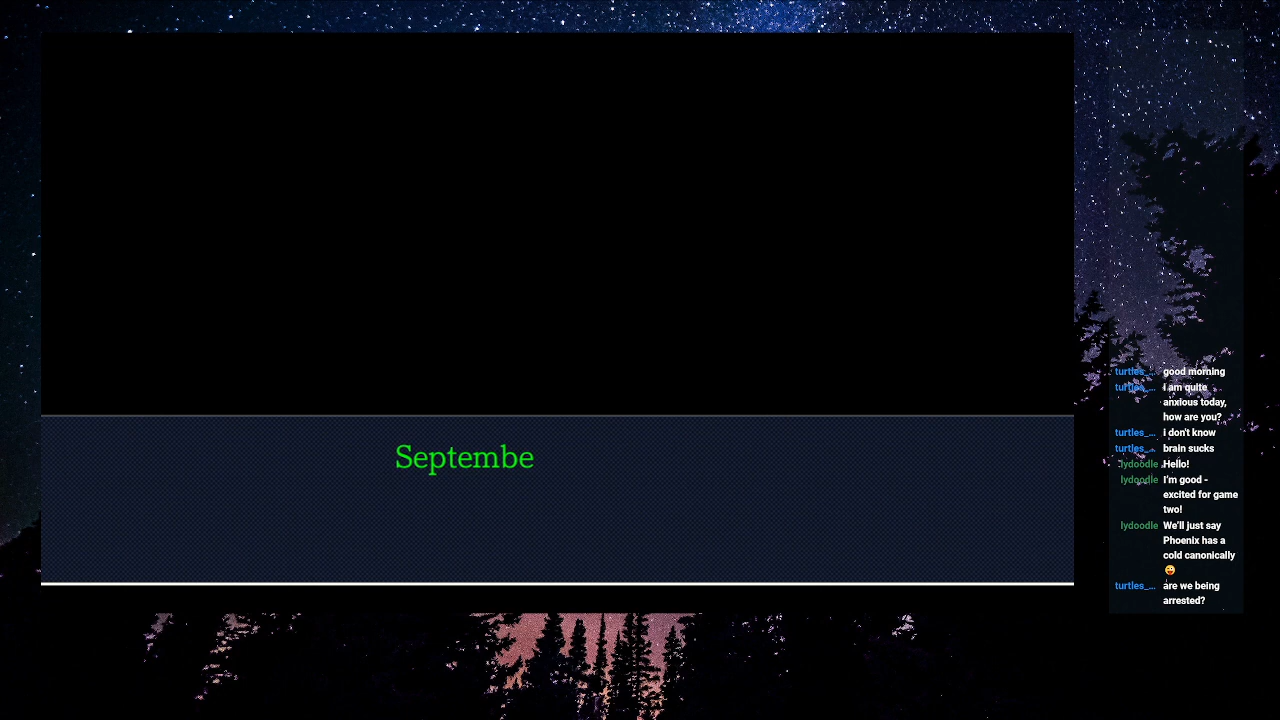 Septembe
turtles_... good morning
turtles_... I am quite
anxious today,
how are you?
turtles_... i don't know
turtles_... brain sucks
lydoodle Hello!
lydoodle I'm good -
excited for game
two!
lydoodle We'll just say
Phoenix has a
cold canonically
😜
turtles_... are we being
arrested?